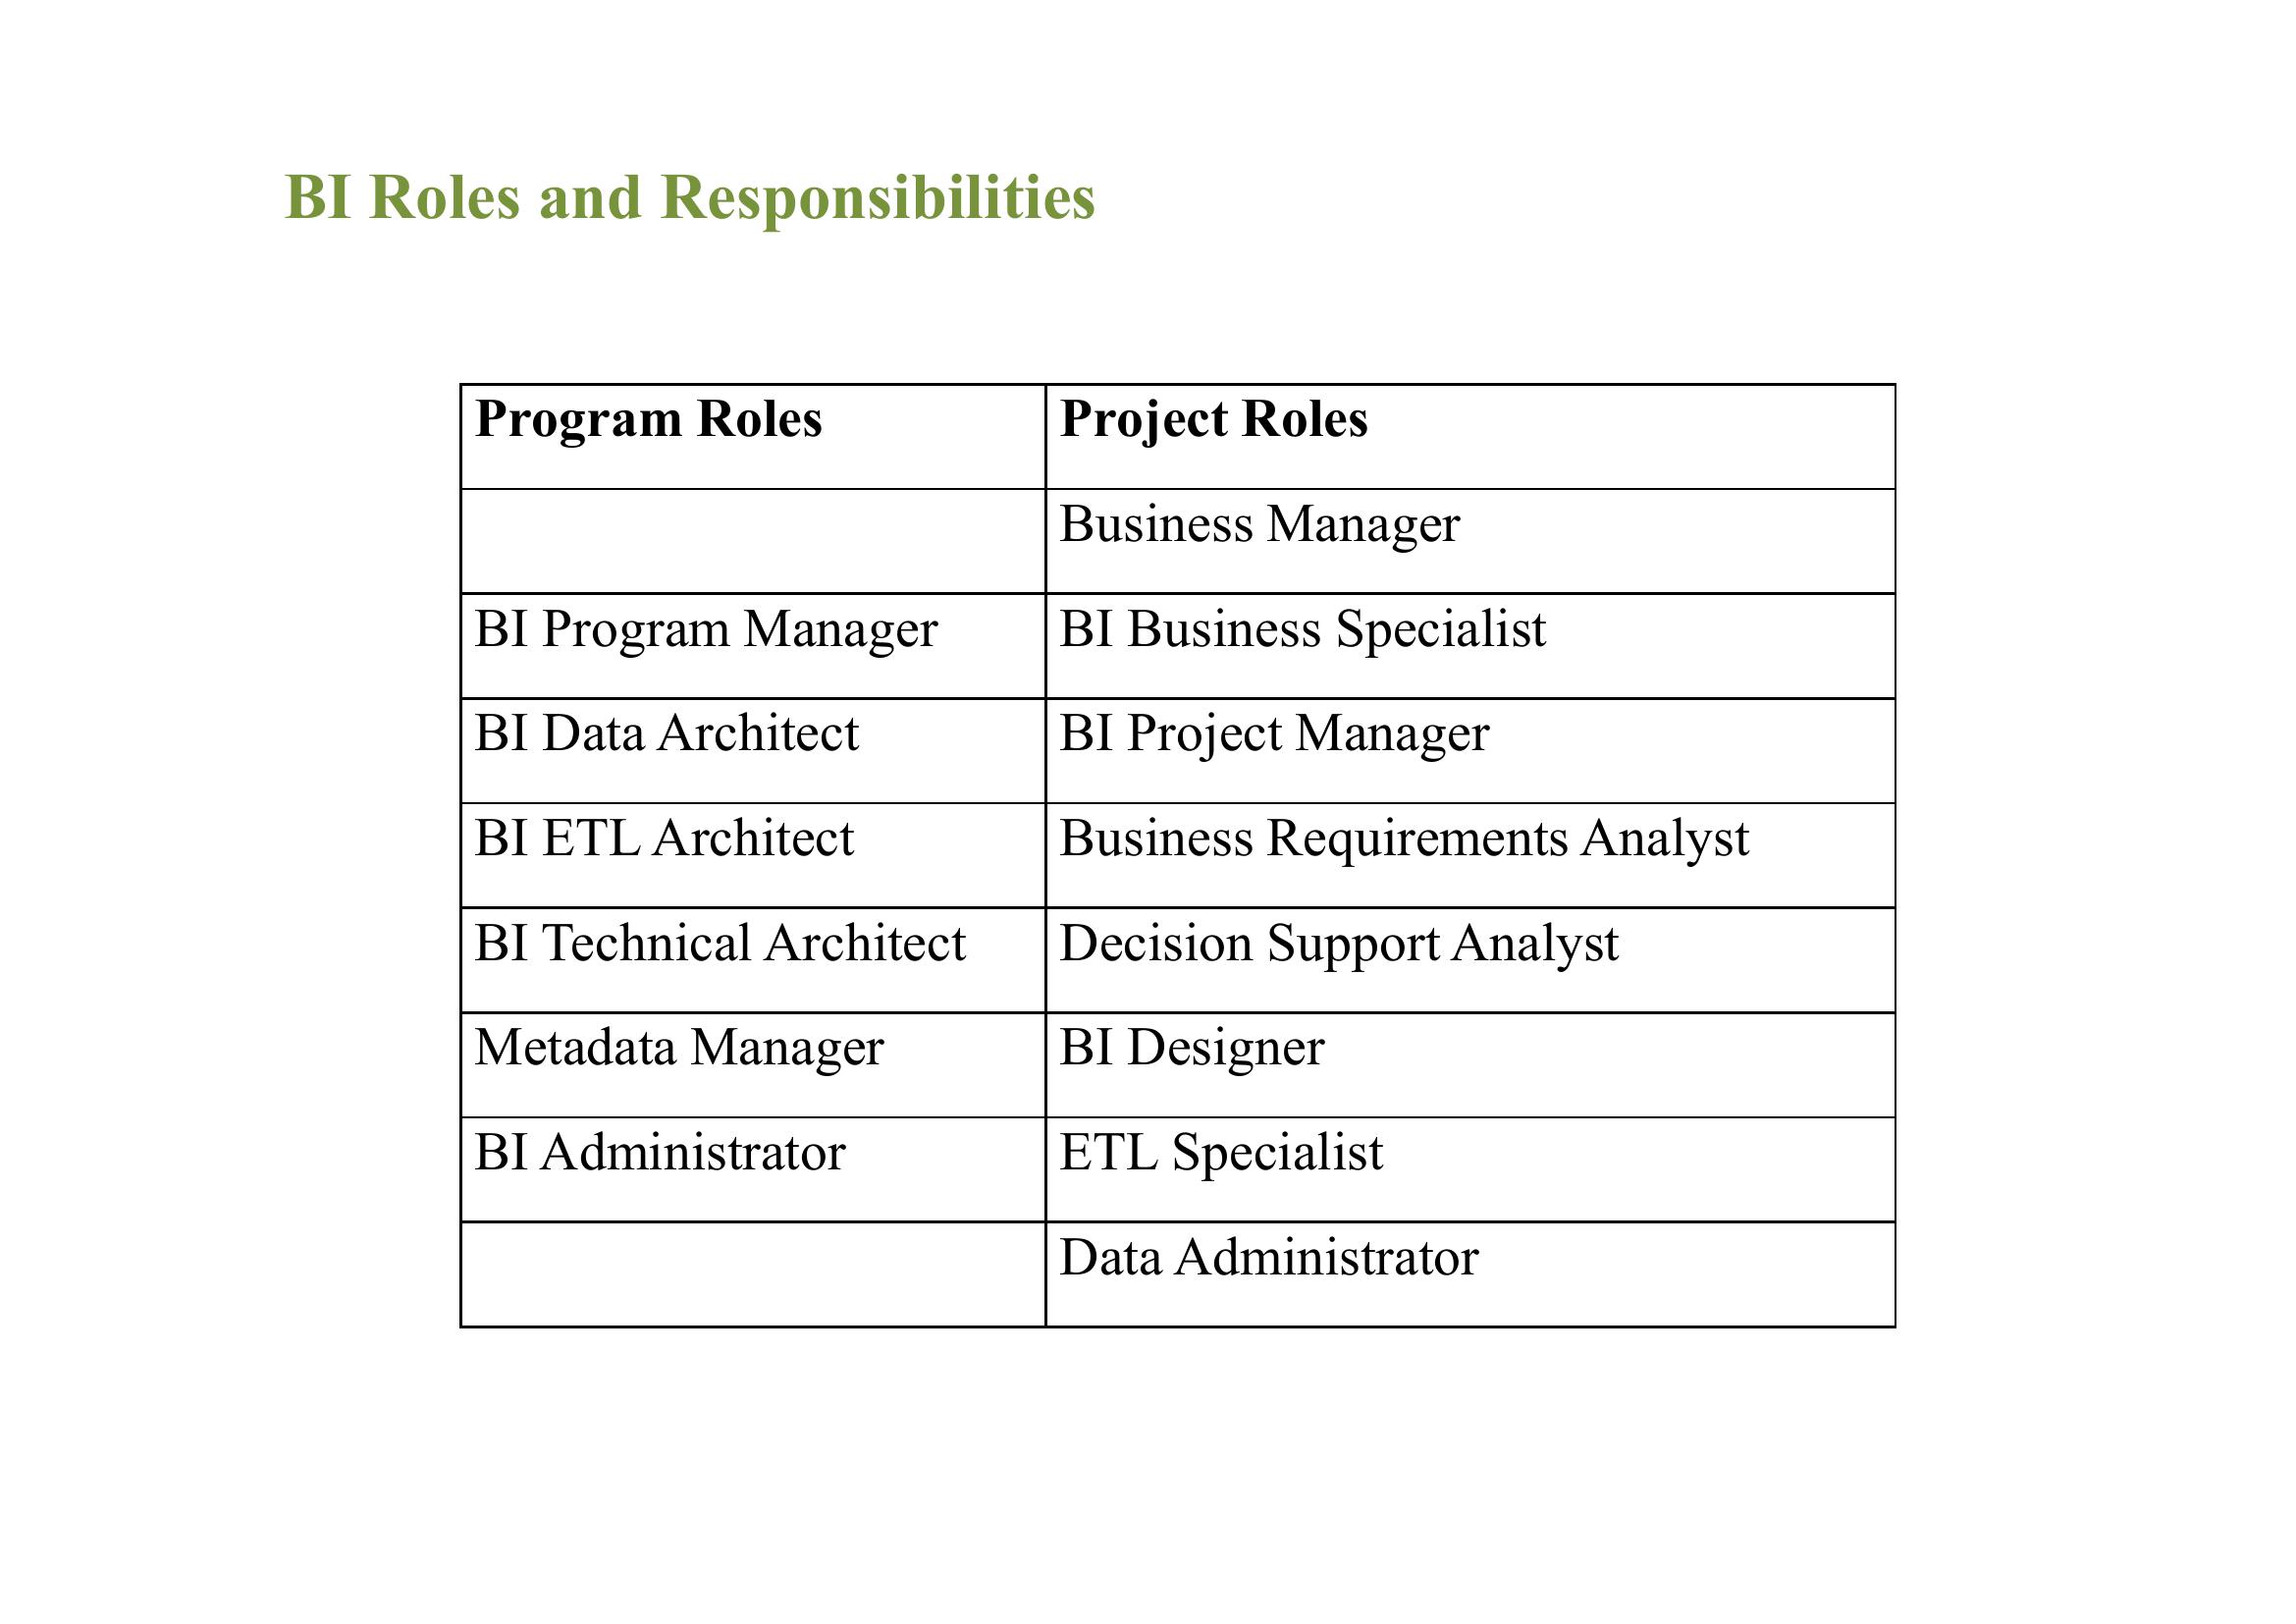 BI Roles and Responsibilities
Program Roles Project Roles
Business Manager
BI Program Manager BI Business Specialist
BI Data Architect BI Project Manager
BI ETL Architect Business Requirements Analyst
BI Technical Architect Decision Support Analyst
Metadata Manager BI Designer
BI Administrator ETL Specialist
Data Administrator